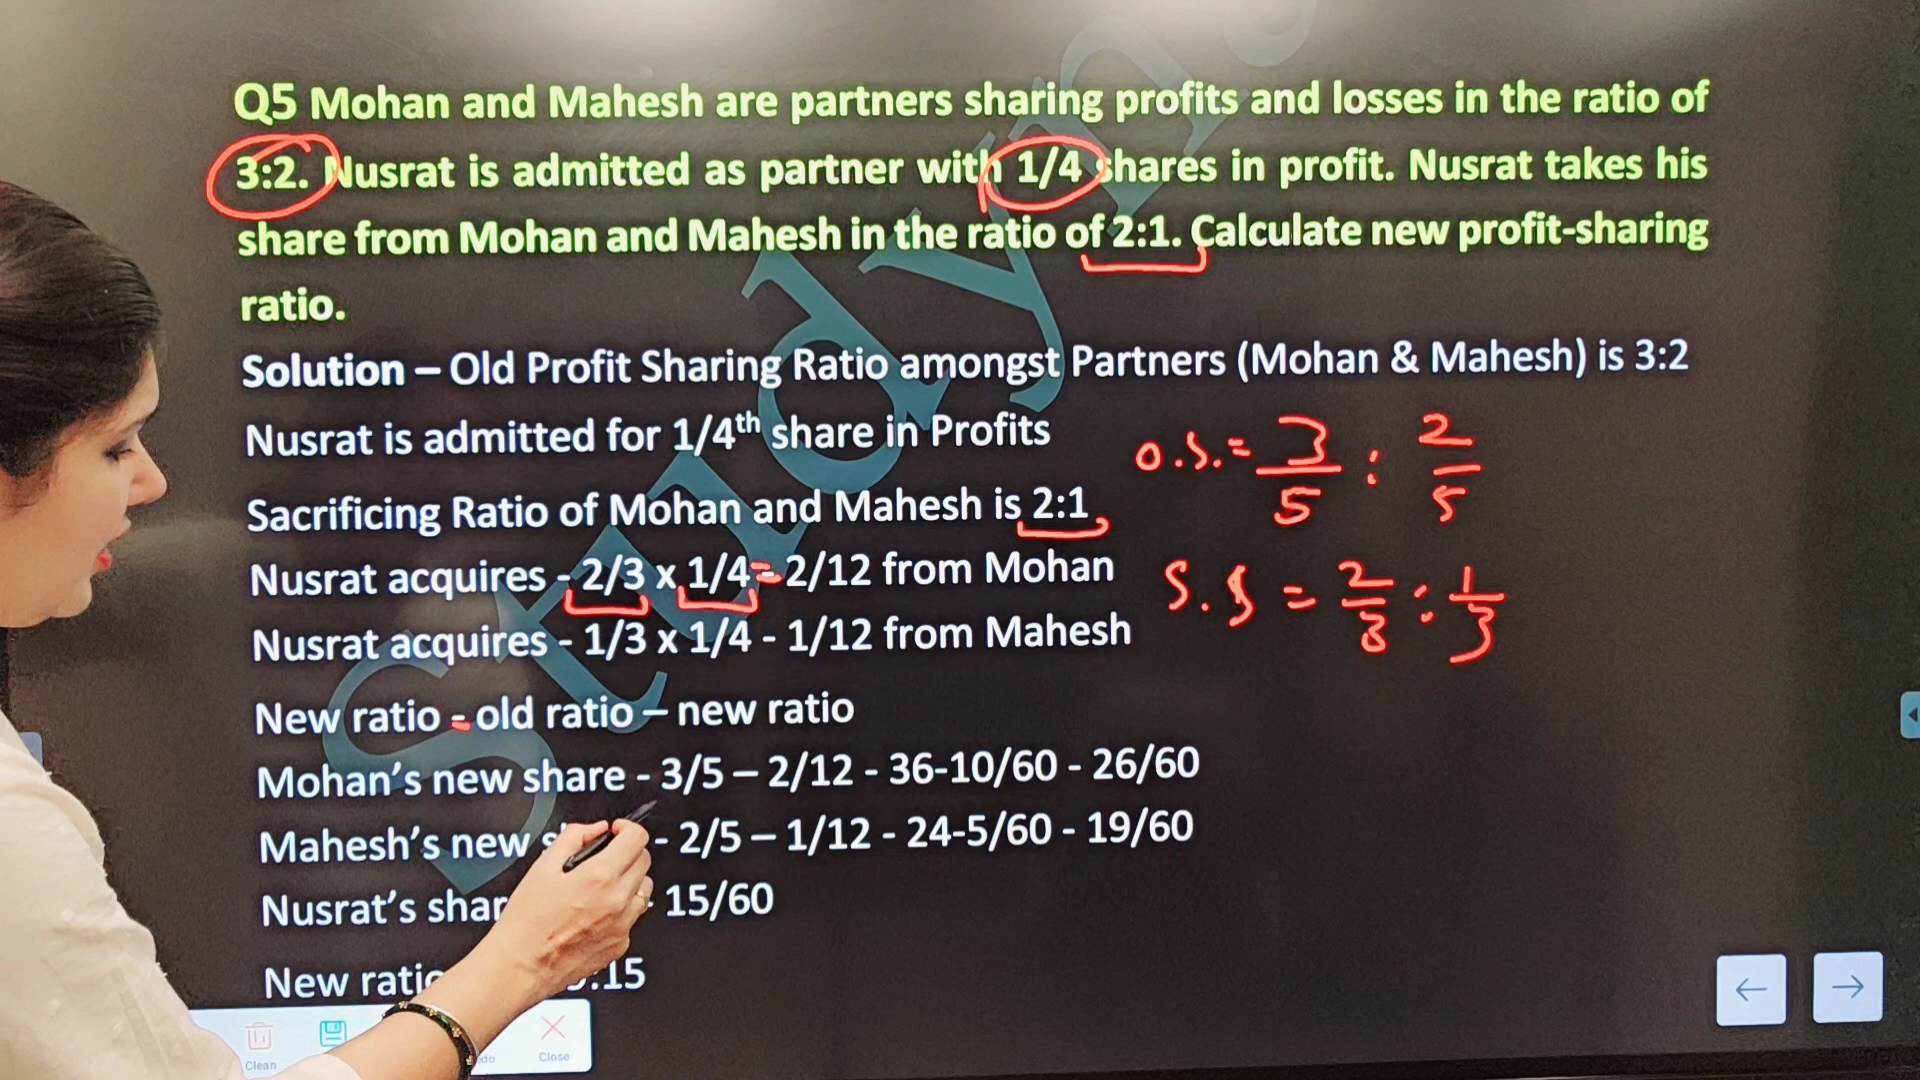 Q5 Mohan and Mahesh are partners sharing profits and losses in the ratio of
3:2. Nusrat is admitted as partner with 1/4 shares in profit. Nusrat takes his
share from Mohan and Mahesh in the ratio of 2:1. Calculate new profit-sharing
ratio.
Solution – Old Profit Sharing Ratio amongst Partners (Mohan & Mahesh) is 3:2
Nusrat is admitted for 1/4th share in Profits
O.S. = 3/5 : 2/5
Sacrificing Ratio of Mohan and Mahesh is 2:1
Nusrat acquires - 2/3 x 1/4 = 2/12 from Mohan
S.S = 2/3 : 1/3
Nusrat acquires - 1/3 x 1/4 - 1/12 from Mahesh
New ratio - old ratio – new ratio
Mohan's new share - 3/5 – 2/12 - 36-10/60 - 26/60
Mahesh's new - 2/5 – 1/12 - 24-5/60 - 19/60
Nusrat's - 15/60
New :15
Clean
Close
Study